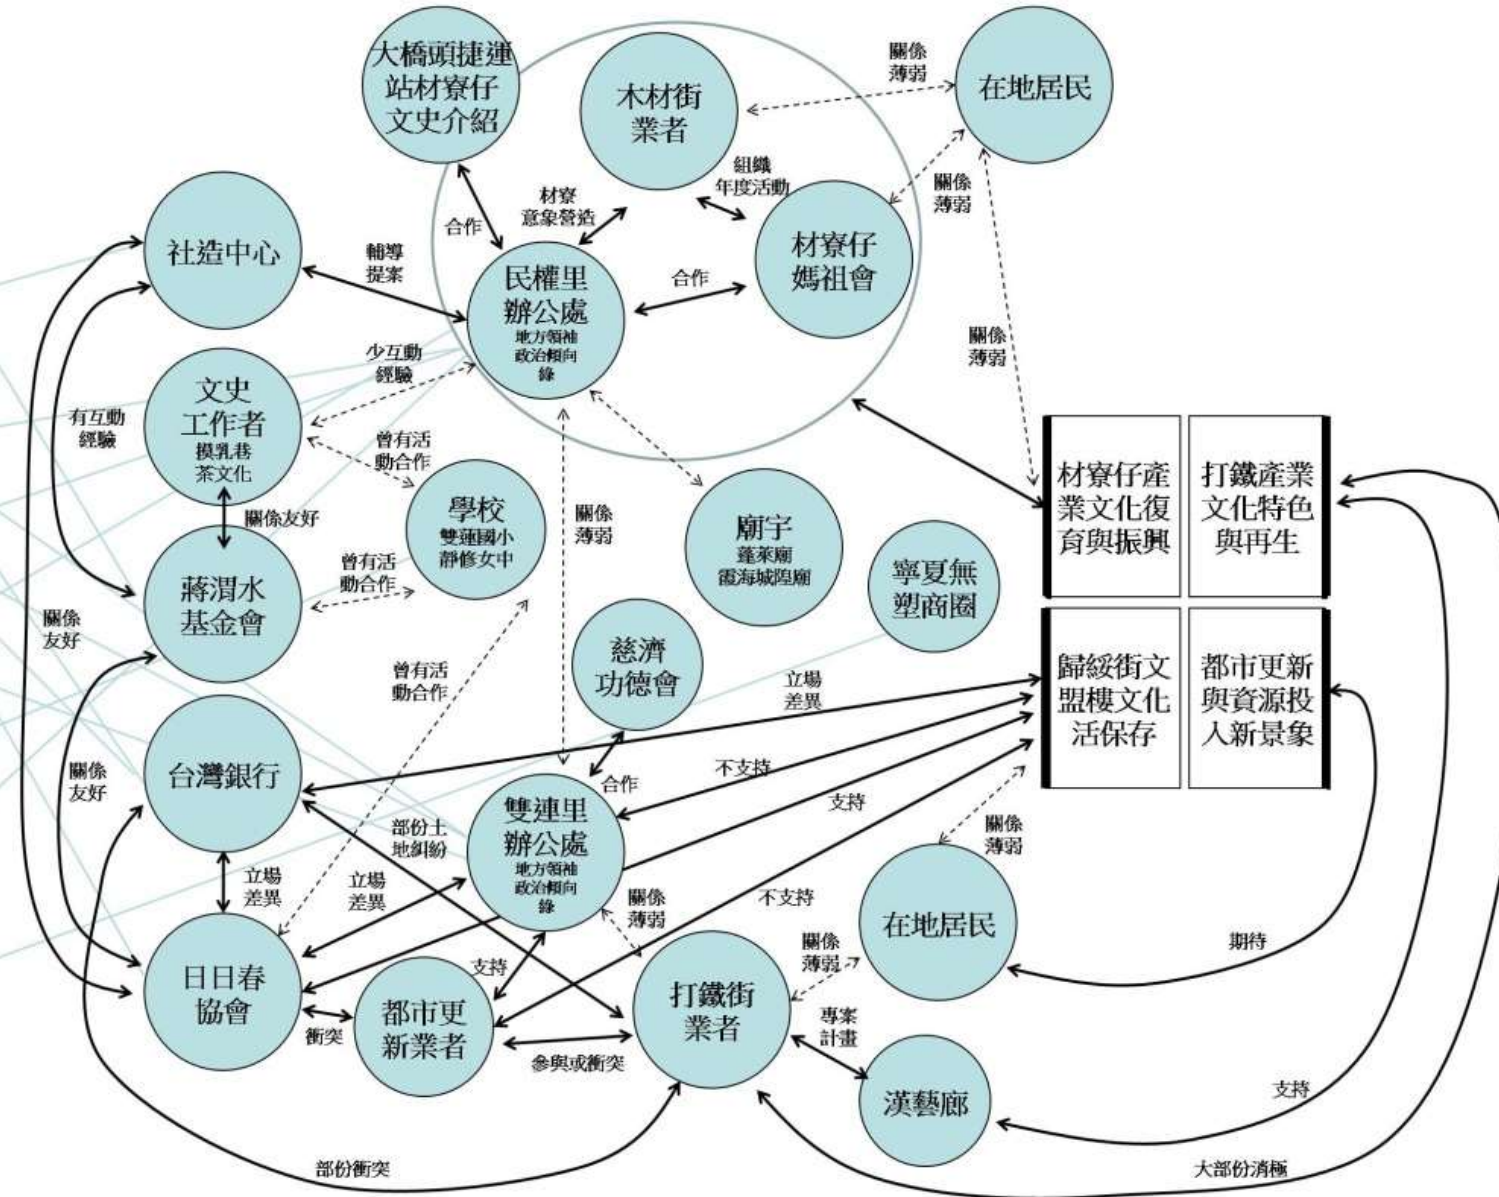 大橋頭捷運
站材寮仔
文史介紹
木材街
業者
關係
薄弱
在地居民
組織
年度活動
材寮
意象營造
合作
關係
薄弱
材寮仔
媽祖會
社造中心
輔導
提案
民權里
辦公處
地方領袖
政治傾向
綠
合作
關係
薄弱
少互動
經驗
文史
工作者
摸乳巷
茶文化
有互動
經驗
曾有活
動合作
關係友好
學校
雙蓮國小
靜修女中
關係
薄弱
廟宇
蓬萊廟
霞海城隍廟
寧夏無
塑商圈
材寮仔產
業文化復
育與振興
打鐵產業
文化特色
與再生
蔣渭水
基金會
曾有活
動合作
關係
友好
曾有活
動合作
慈濟
功德會
立場
差異
歸綏街文
盟樓文化
活保存
都市更新
與資源投
入新景象
台灣銀行
關係
友好
合作
不支持
支持
部份土
地糾紛
雙連里
辦公處
地方領袖
政治傾向
綠
關係
薄弱
立場
差異
立場
差異
關係
薄弱
不支持
在地居民
期待
日日春
協會
支持
關係
薄弱
衝突
都市更
新業者
參與或衝突
打鐵街
業者
專案
計畫
漢藝廊
支持
部份衝突
大部份消極